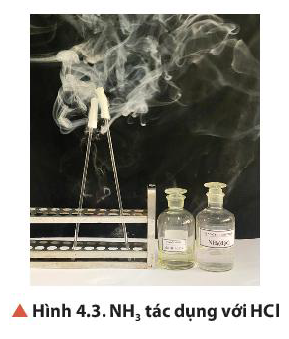 ▲ Hình 4.3. NH₃ tác dụng với HCl